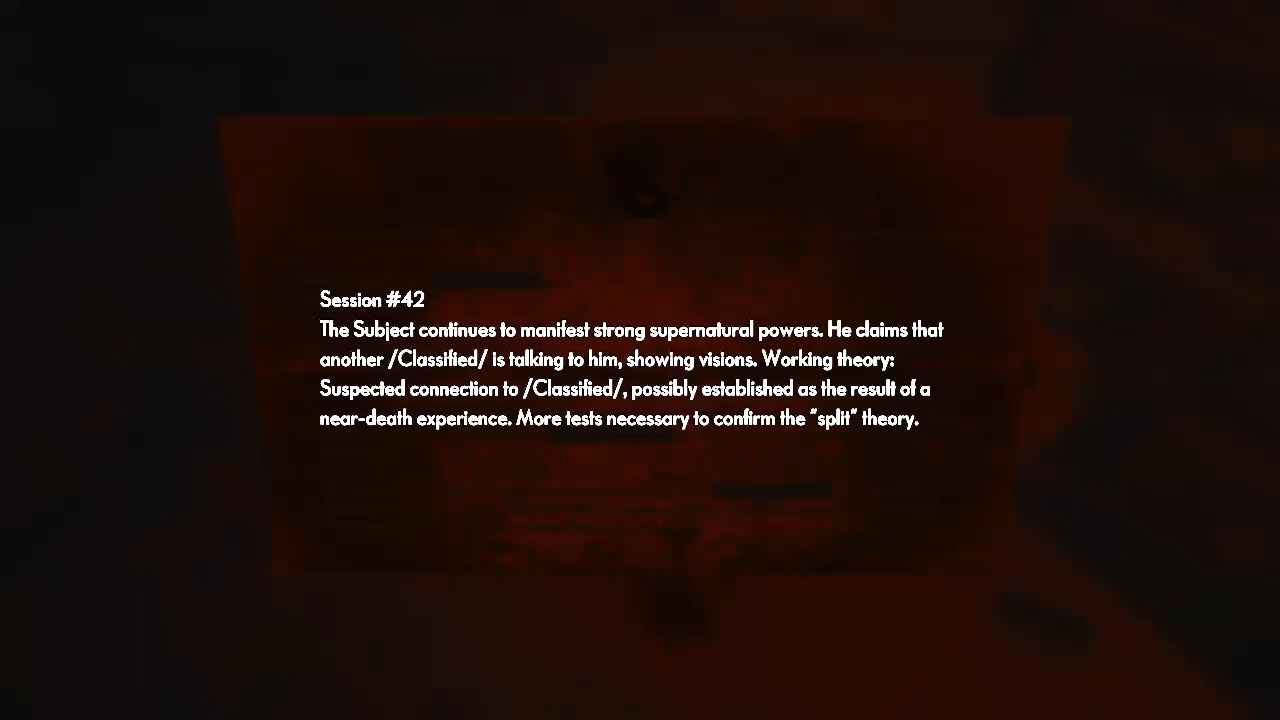 Session #42
The Subject continues to manifest strong supernatural powers. He claims that
another /Classified/ is talking to him, showing visions. Working theory:
Suspected connection to /Classified/, possibly established as the result of a
near-death experience. More tests necessary to confirm the "split" theory.